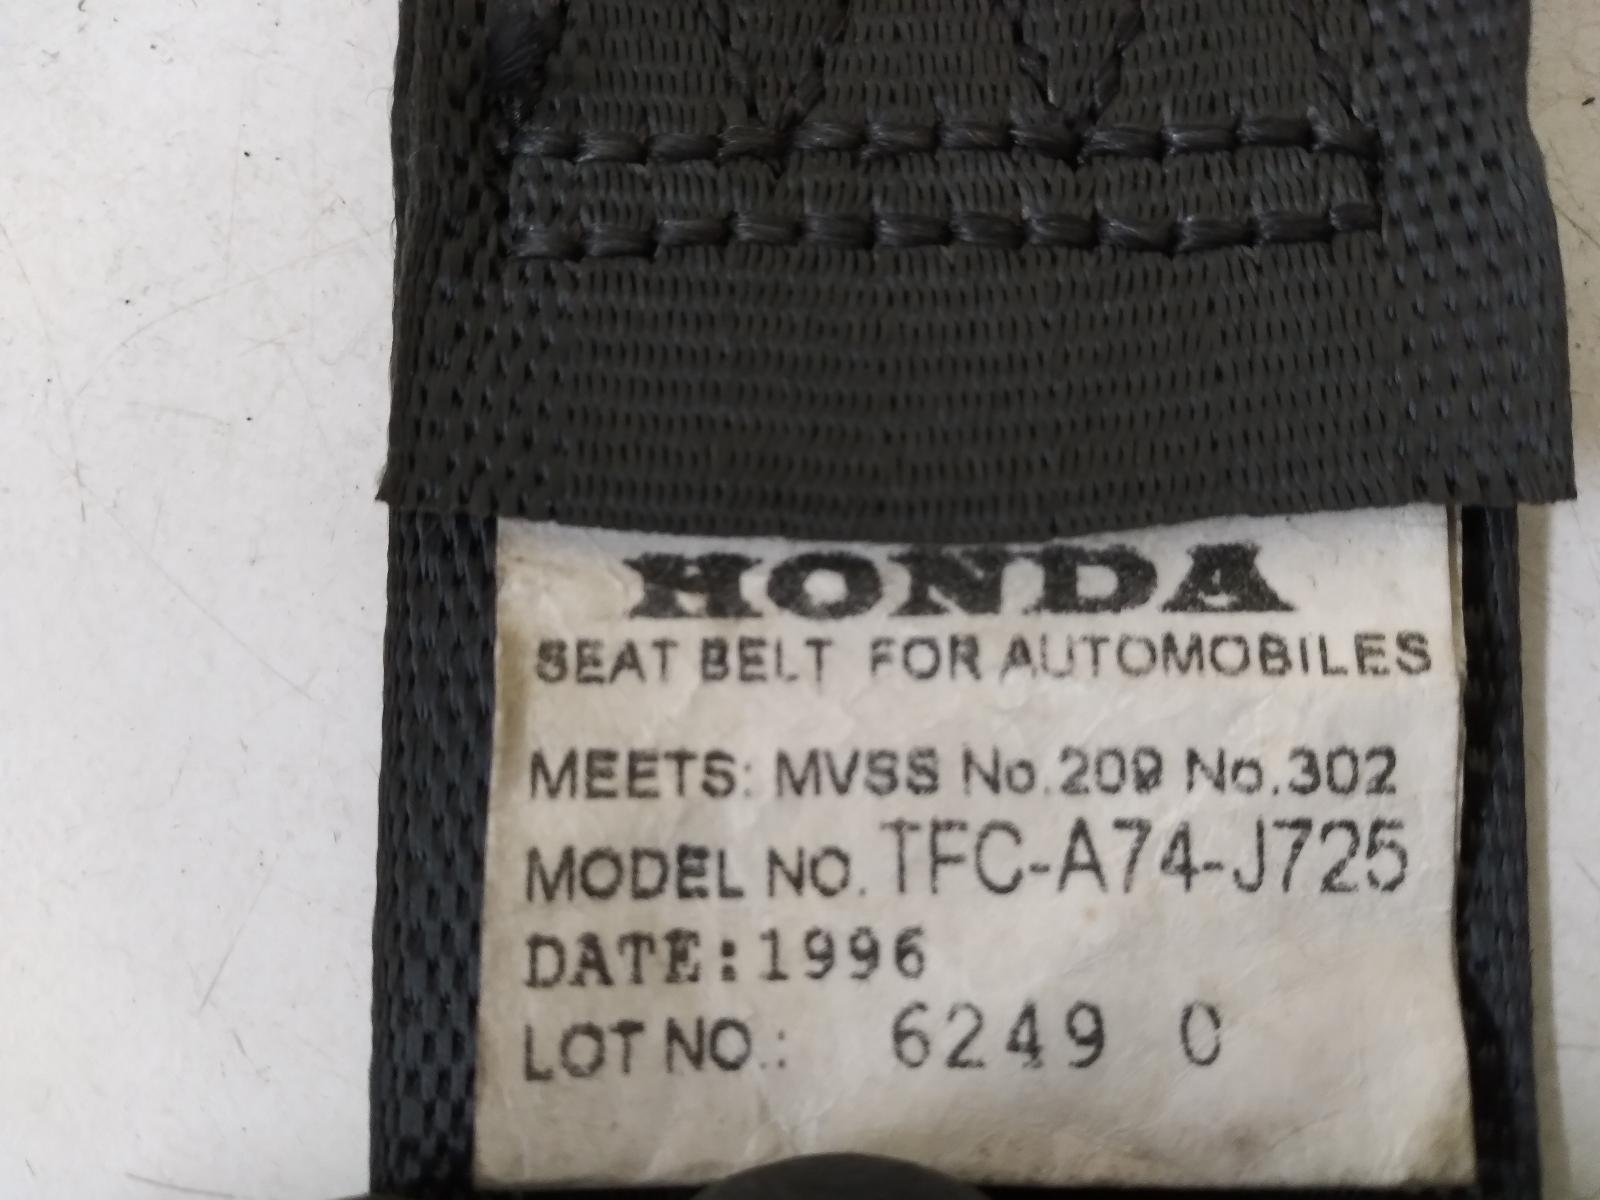 HONDA
SEAT BELT FOR AUTOMOBILES
MEETS: MVSS No.209 No.302
MODEL NO. TFC-A74-J725
DATE:1996
LOT NO.: 6249 0